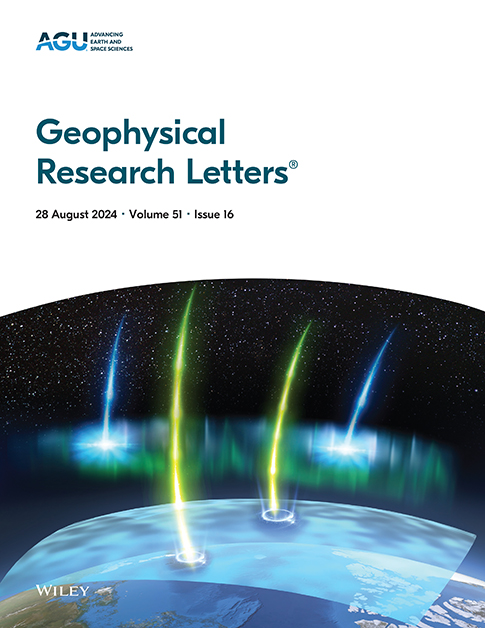 AGU
ADVANCING
EARTH AND
SPACE SCIENCES
Geophysical
Research Letters®
28 August 2024 · Volume 51 · Issue 16
WILEY